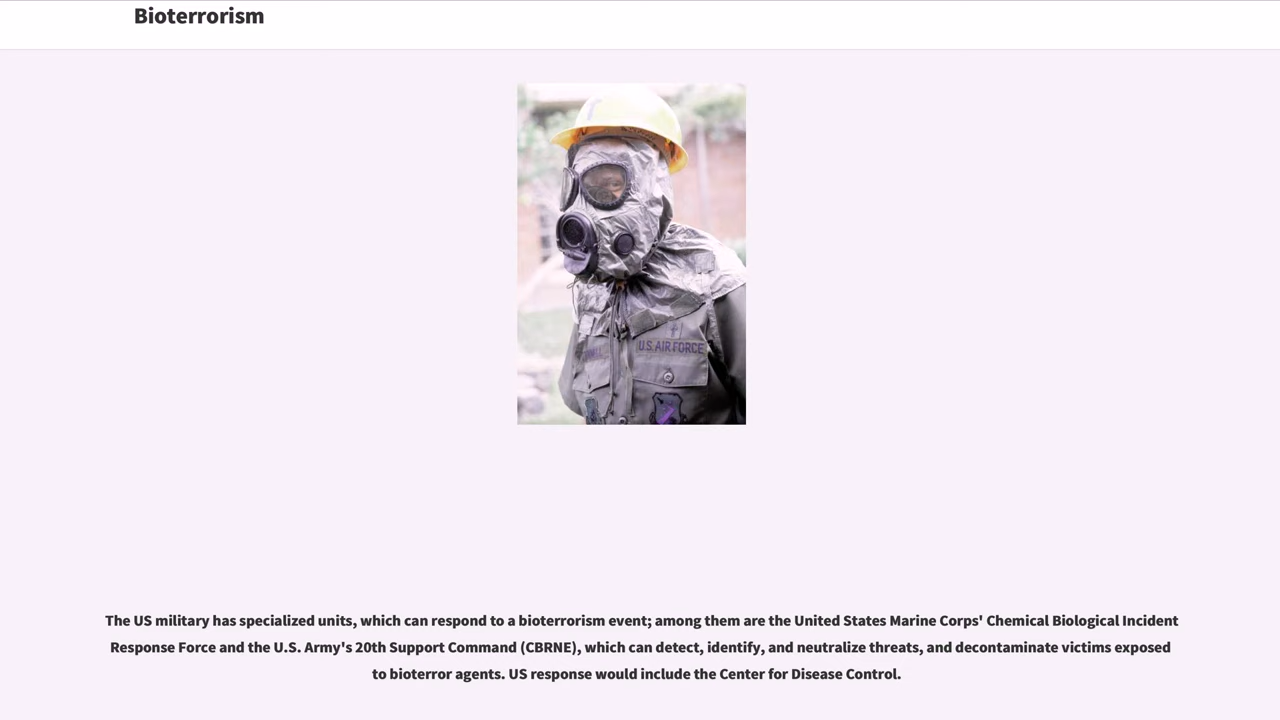 Bioterrorism
U.S. AIR FORCE
The US military has specialized units, which can respond to a bioterrorism event; among them are the United States Marine Corps' Chemical Biological Incident
Response Force and the U.S. Army's 20th Support Command (CBRNE), which can detect, identify, and neutralize threats, and decontaminate victims exposed
to bioterror agents. US response would include the Center for Disease Control.